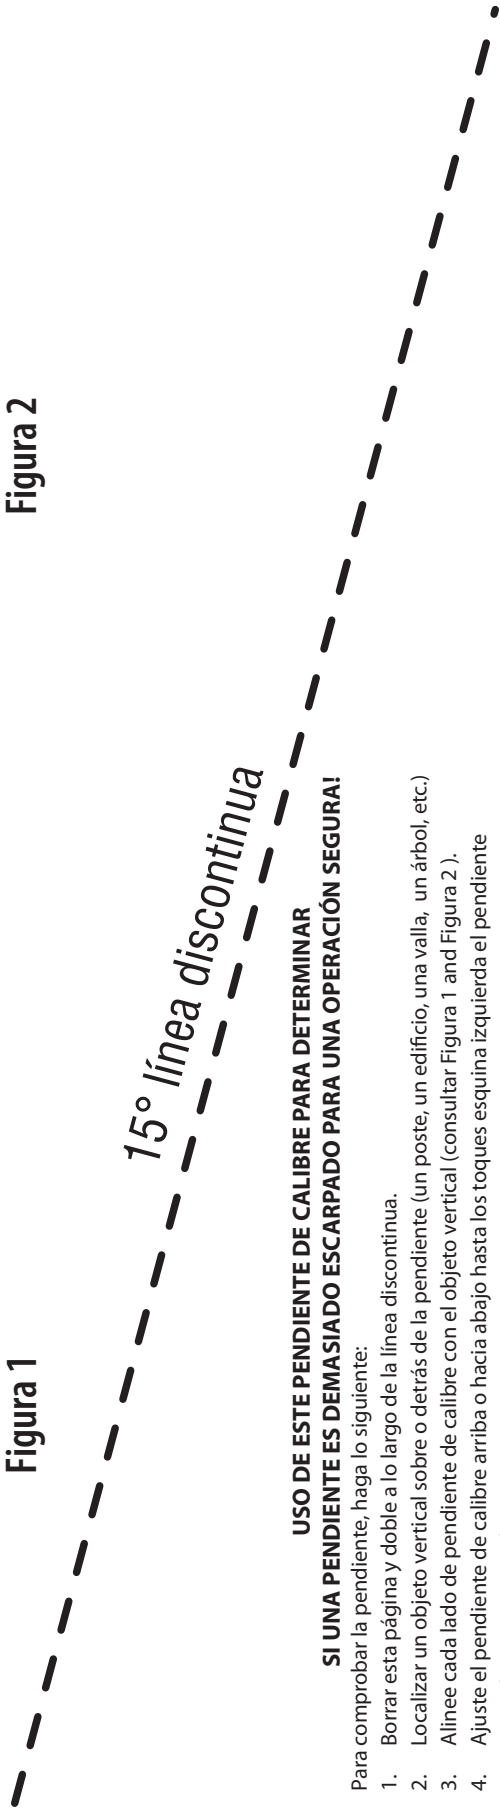 Figura 1
Figura 2
15° línea discontinua
USO DE ESTE PENDIENTE DE CALIBRE PARA DETERMINAR
SI UNA PENDIENTE ES DEMASIADO ESCARPADO PARA UNA OPERACIÓN SEGURA!
Para comprobar la pendiente, haga lo siguiente:
1. Borrar esta página y doble a lo largo de la línea discontinua.
2. Localizar un objeto vertical sobre o detrás de la pendiente (un poste, un edificio, una valla, un árbol, etc.)
3. Alinee cada lado de pendiente de calibre con el objeto vertical (consultar Figura 1 and Figura 2 ).
4. Ajuste el pendiente de calibre arriba o hacia abajo hasta los toques esquina izquierda el pendiente